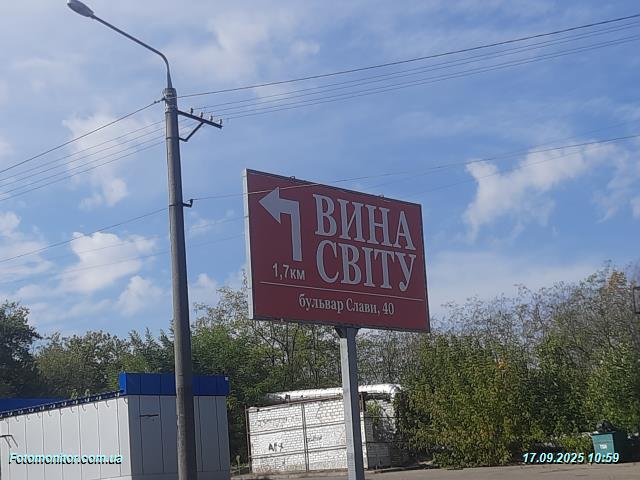 ВИНА
СВІТУ
1,7км
бульвар Слави, 40
Fotomonitor.com.ua
17.09.2025 10:59